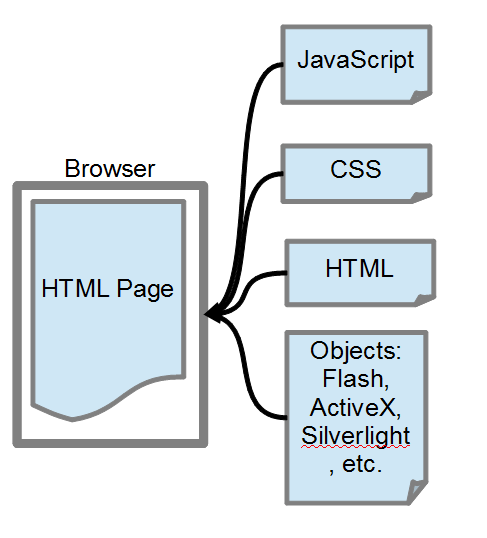 Browser
HTML Page
JavaScript
CSS
HTML
Objects:
Flash,
ActiveX,
Silverlight
, etc.